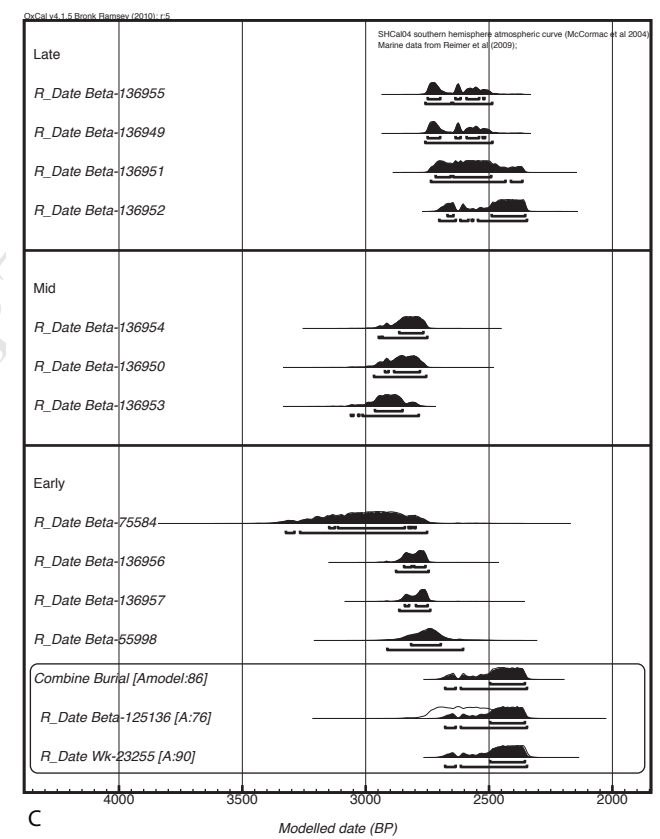 OxCal v4.1.5 Bronk Ramsey (2010); r:5
SHCal04 southern hemisphere atmospheric curve (McCormac et al 2004)
Marine data from Reimer et al (2009);
Late
R_Date Beta-136955
R_Date Beta-136949
R_Date Beta-136951
R_Date Beta-136952
Mid
R_Date Beta-136954
R_Date Beta-136950
R_Date Beta-136953
Early
R_Date Beta-75584
R_Date Beta-136956
R_Date Beta-136957
R_Date Beta-55998
Combine Burial [Amodel:86]
R_Date Beta-125136 [A:76]
R_Date Wk-23255 [A:90]
4000 3500 3000 2500 2000
C
Modelled date (BP)